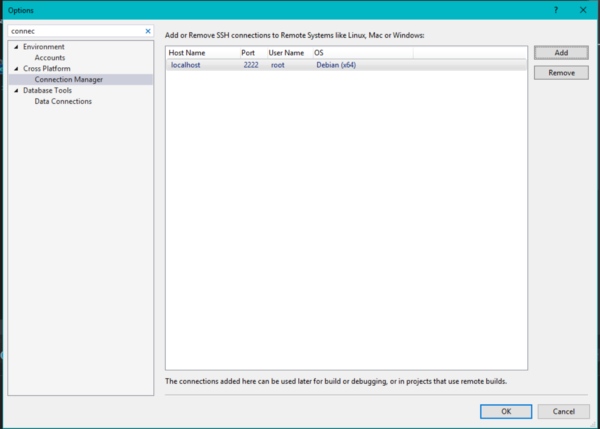 Options
connec
Add or Remove SSH connections to Remote Systems like Linux, Mac or Windows:
Environment
Accounts
Cross Platform
Connection Manager
Database Tools
Data Connections
Host Name Port User Name OS
localhost 2222 root Debian (x64)
Add
Remove
The connections added here can be used later for build or debugging, or in projects that use remote builds.
OK Cancel